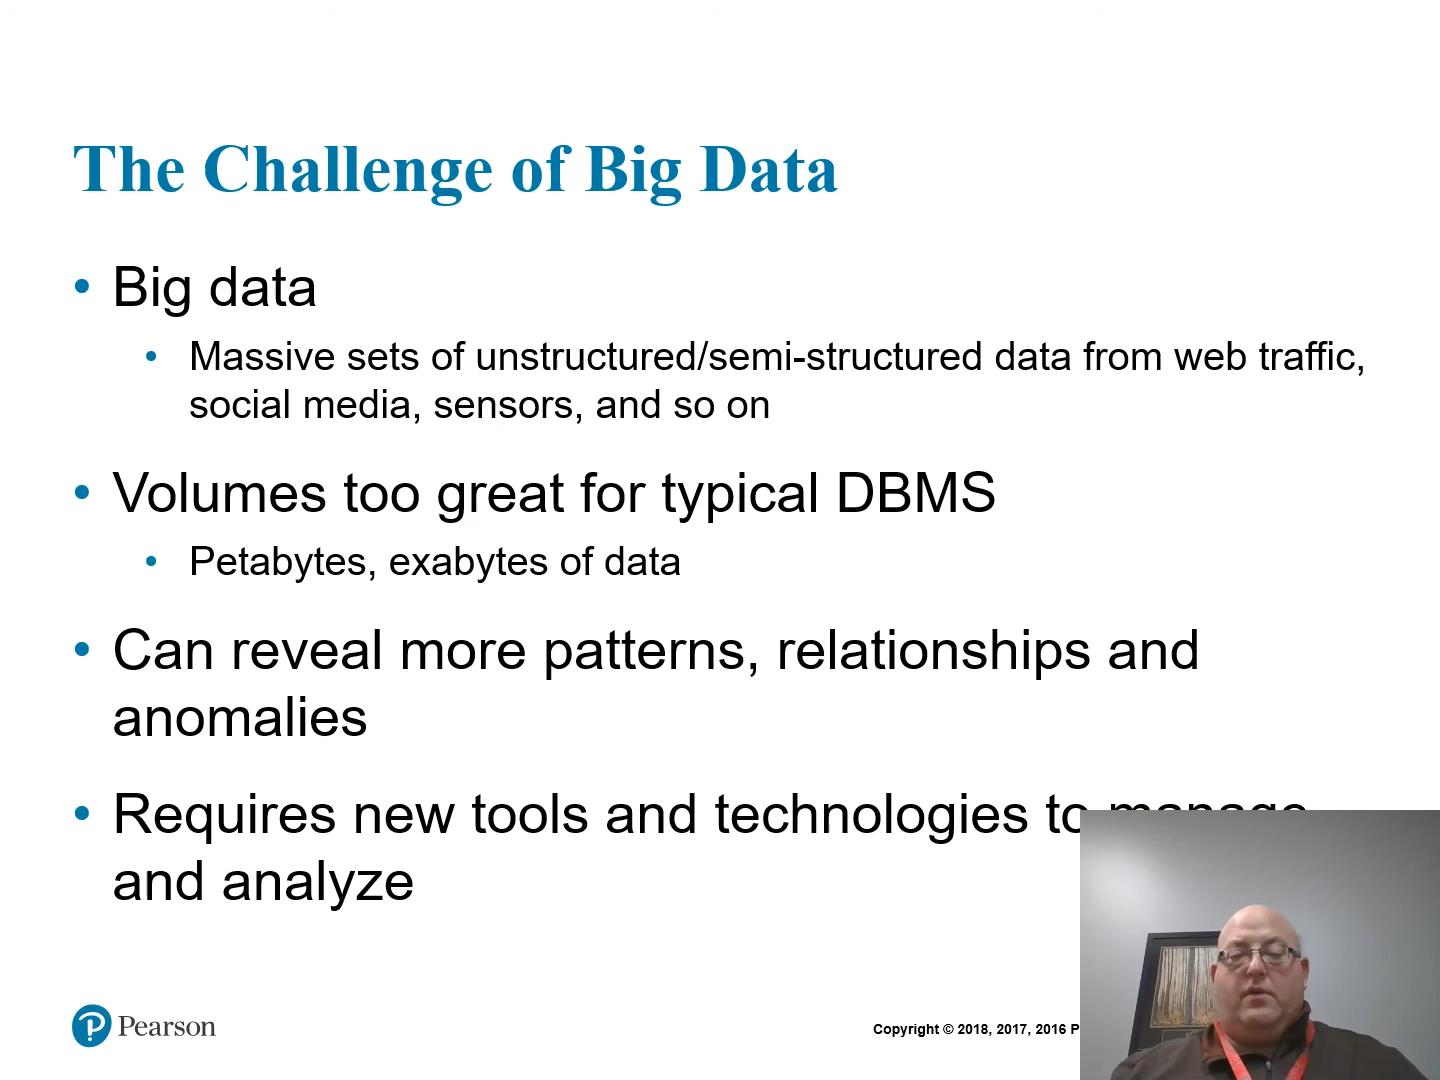 The Challenge of Big Data
• Big data
• Massive sets of unstructured/semi-structured data from web traffic,
social media, sensors, and so on
• Volumes too great for typical DBMS
• Petabytes, exabytes of data
• Can reveal more patterns, relationships and
anomalies
• Requires new tools and technologies to manage
and analyze
Pearson
Copyright © 2018, 2017, 2016